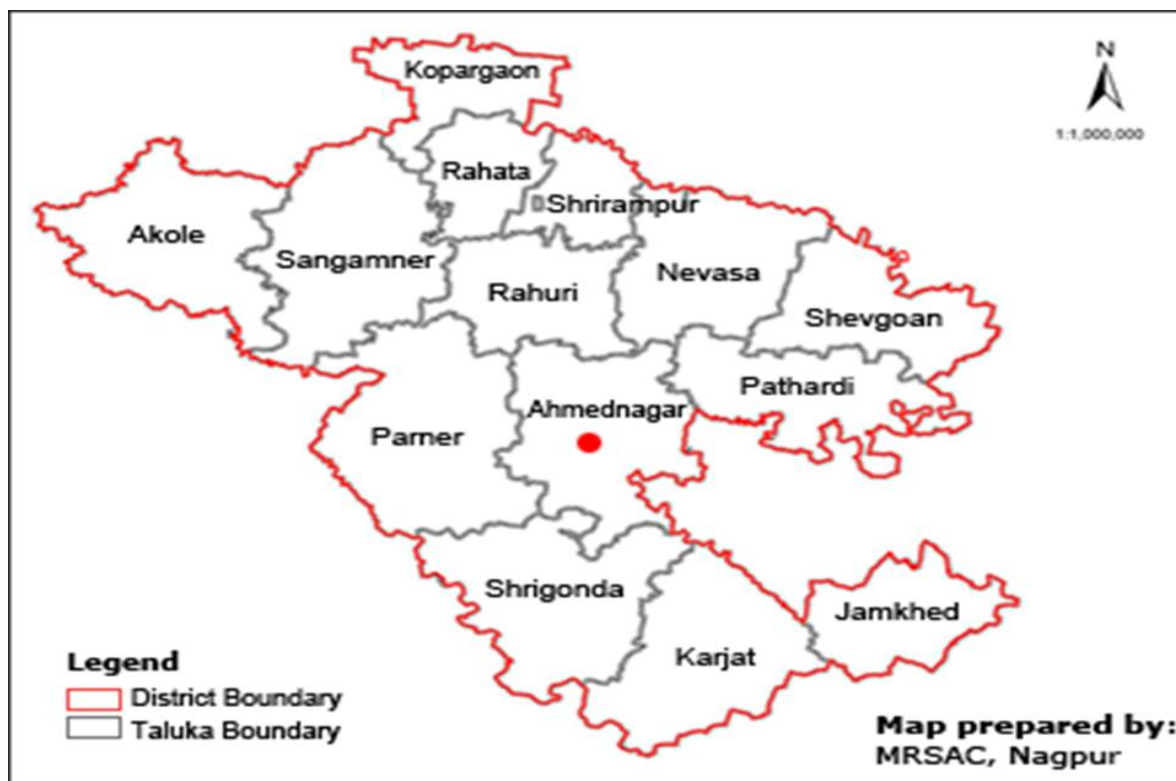 Kopargaon
N
1:1,000,000
Rahata
Shrirampur
Akole
Sangamner
Nevasa
Rahuri
Shevgoan
Pathardi
Ahmednagar
Parner
Shrigonda
Jamkhed
Karjat
Legend
District Boundary
Taluka Boundary
Map prepared by:
MRSAC, Nagpur